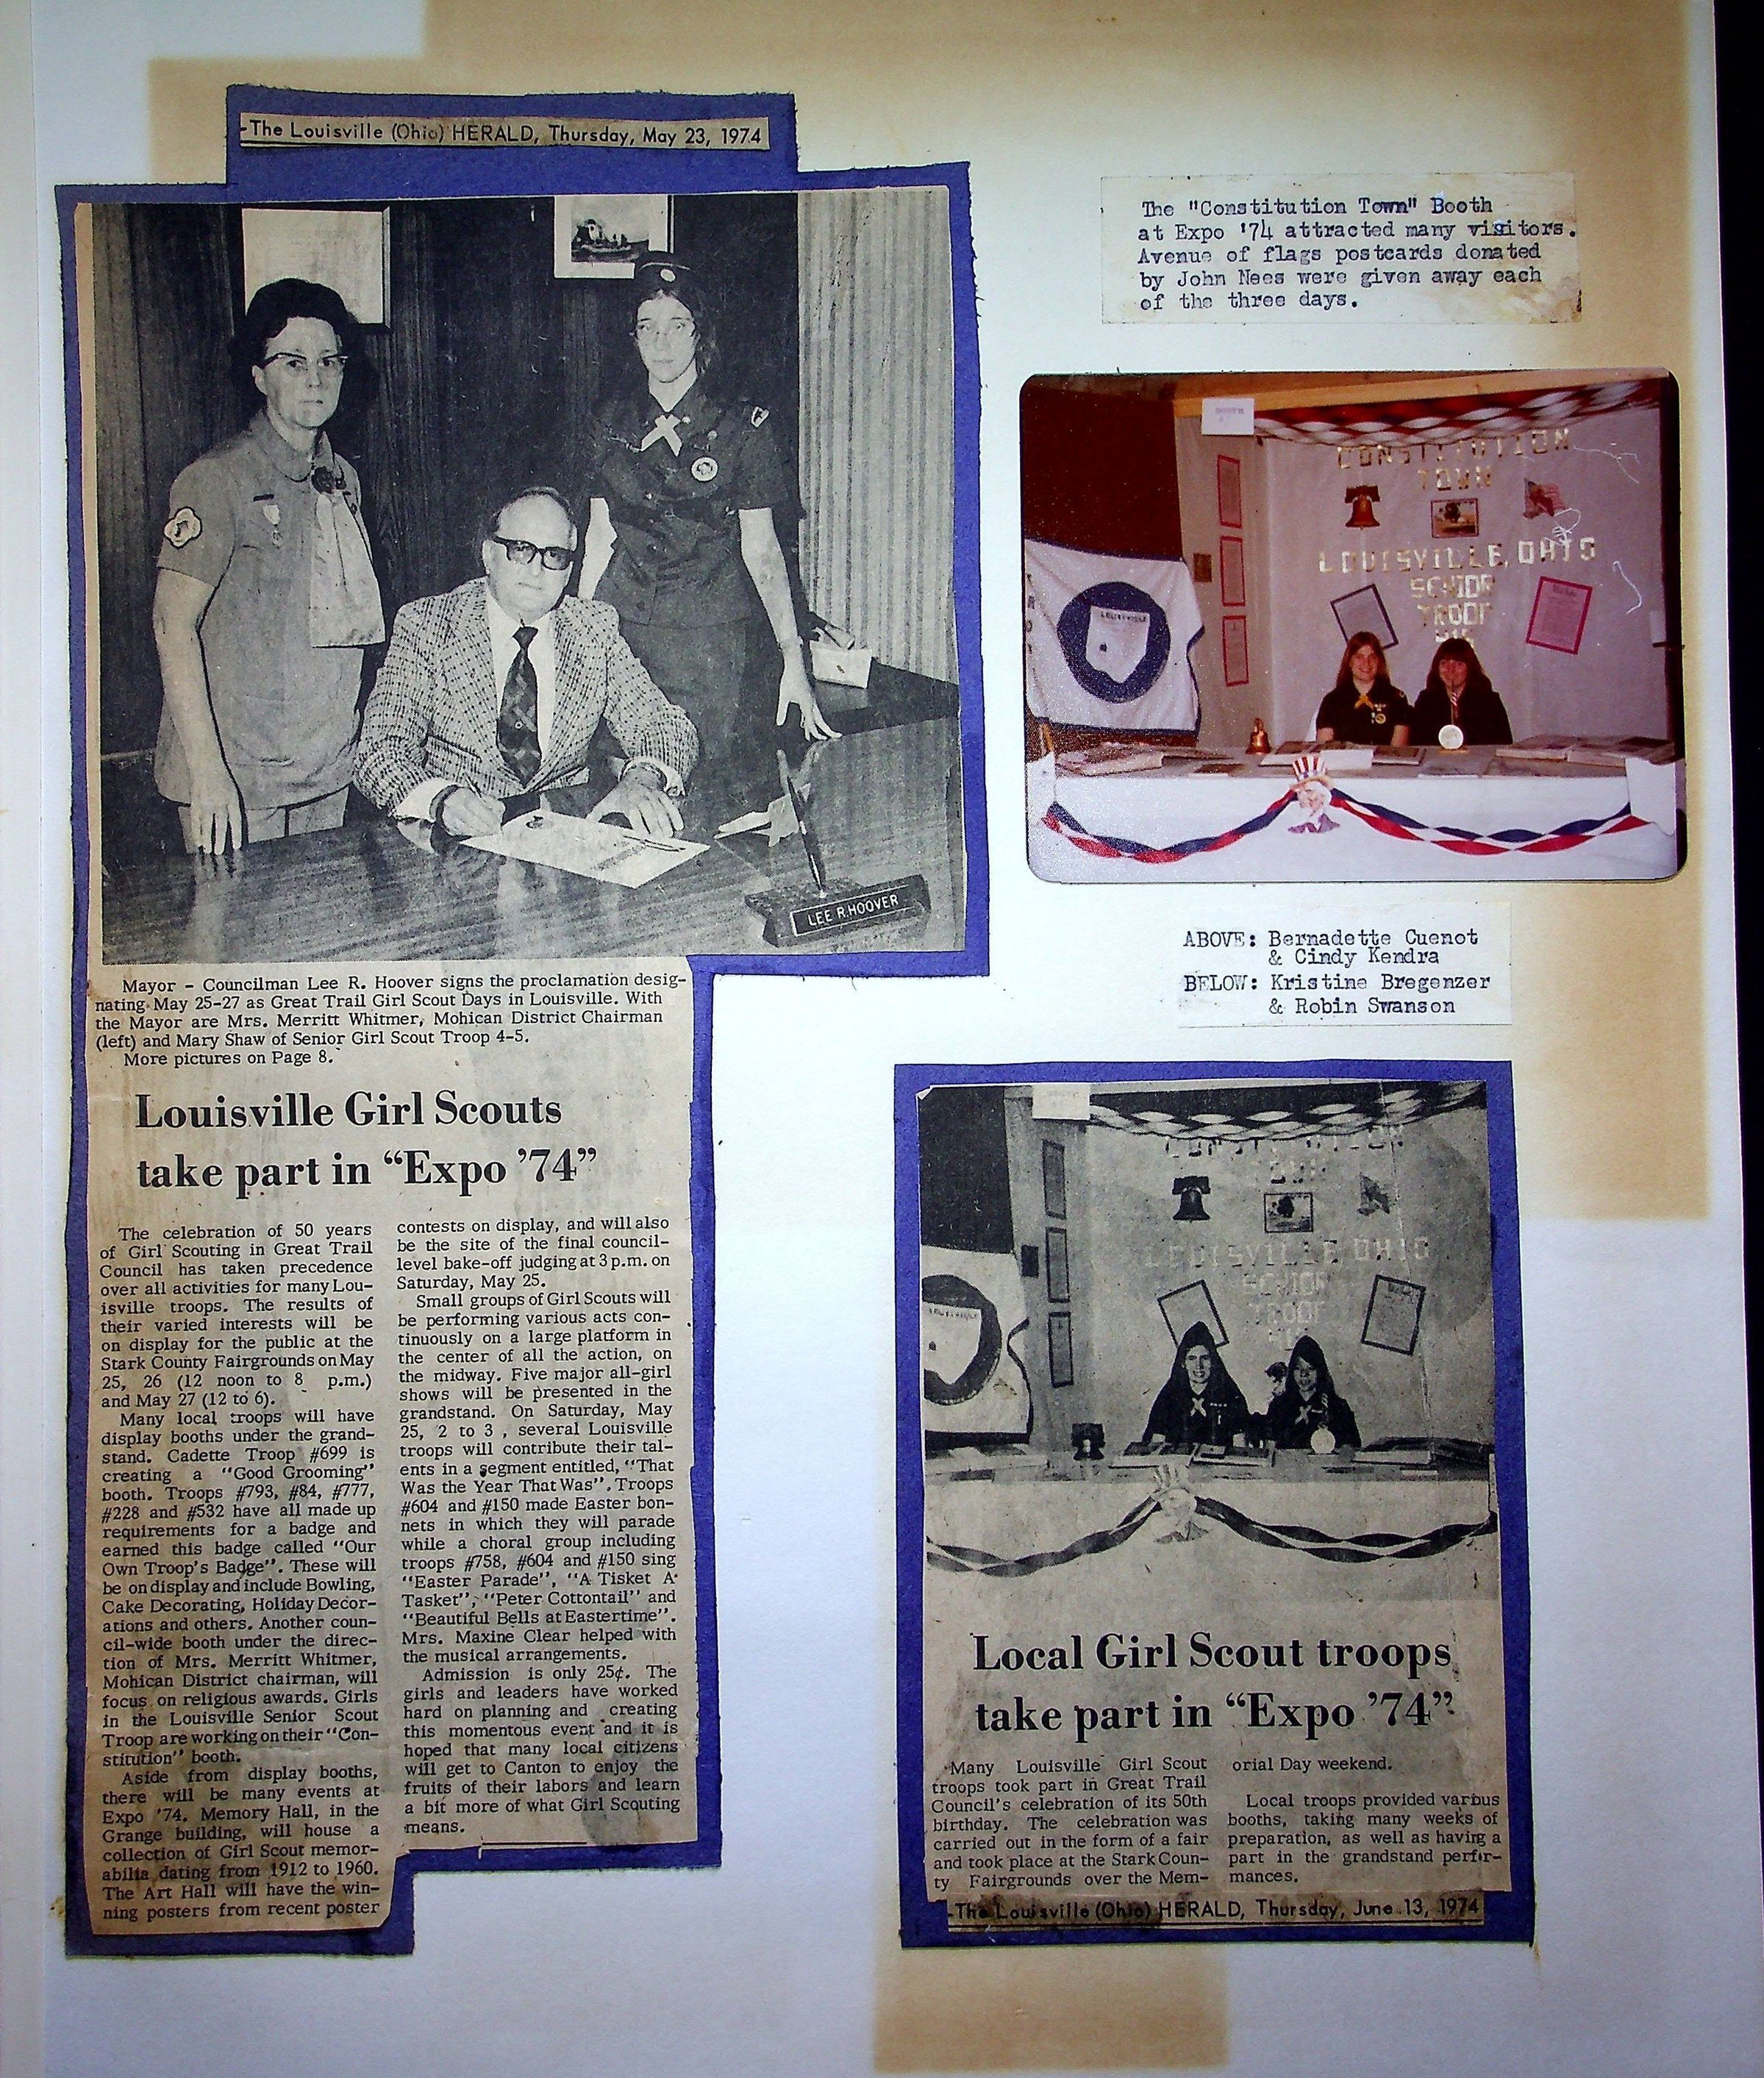 -The Louisville (Ohio) HERALD, Thursday, May 23, 1974
LEE R. HOOVER
Mayor - Councilman Lee R. Hoover signs the proclamation desig-
nating May 25-27 as Great Trail Girl Scout Days in Louisville. With
the Mayor are Mrs. Merritt Whitmer, Mohican District Chairman
(left) and Mary Shaw of Senior Girl Scout Troop 4-5.
More pictures on Page 8.
Louisville Girl Scouts
take part in “Expo ’74”
The celebration of 50 years
of Girl Scouting in Great Trail
Council has taken precedence
over all activities for many Lou-
isville troops. The results of
their varied interests will be
on display for the public at the
Stark County Fairgrounds on May
25, 26 (12 noon to 8 p.m.)
and May 27 (12 to 6).
Many local troops will have
display booths under the grand-
stand. Cadette Troop #699 is
creating a “Good Grooming”
booth. Troops #793, #84, #777,
#228 and #532 have all made up
requirements for a badge and
earned this badge called “Our
Own Troop’s Badge”. These will
be on display and include Bowling,
Cake Decorating, Holiday Decor-
ations and others. Another coun-
cil-wide booth under the direc-
tion of Mrs. Merritt Whitmer,
Mohican District chairman, will
focus on religious awards. Girls
in the Louisville Senior Scout
Troop are working on their “Con-
stitution” booth.
Aside from display booths,
there will be many events at
Expo ’74. Memory Hall, in the
Grange building, will house a
collection of Girl Scout memor-
abilia dating from 1912 to 1960.
The Art Hall will have the win-
ning posters from recent poster
contests on display, and will also
be the site of the final council-
level bake-off judging at 3 p.m. on
Saturday, May 25.
Small groups of Girl Scouts will
be performing various acts con-
tinuously on a large platform in
the center of all the action, on
the midway. Five major all-girl
shows will be presented in the
grandstand. On Saturday, May
25, 2 to 3 , several Louisville
troops will contribute their tal-
ents in a segment entitled, “That
Was the Year That Was”. Troops
#604 and #150 made Easter bon-
nets in which they will parade
while a choral group including
troops #758, #604 and #150 sing
“Easter Parade”, “A Tisket A
Tasket”, “Peter Cottontail” and
“Beautiful Bells at Eastertime”.
Mrs. Maxine Clear helped with
the musical arrangements.
Admission is only 25¢. The
girls and leaders have worked
hard on planning and creating
this momentous event and it is
hoped that many local citizens
will get to Canton to enjoy the
fruits of their labors and learn
a bit more of what Girl Scouting
means.
The "Constitution Town" Booth
at Expo '74 attracted many visitors.
Avenue of flags postcards donated
by John Nees were given away each
of the three days.
CONSTITUTION
TOWN
LOUISVILLE, OHIO
SENIOR
TROOP
LOUISVILLE
ABOVE: Bernadette Cuenot
& Cindy Kendra
BELOW: Kristine Bregenzer
& Robin Swanson
TOWN
LOUISVILLE OHIO
SENIOR
TROOP
LOUISVILLE
Local Girl Scout troops
take part in “Expo ’74”
Many Louisville Girl Scout
troops took part in Great Trail
Council’s celebration of its 50th
birthday. The celebration was
carried out in the form of a fair
and took place at the Stark Coun-
ty Fairgrounds over the Mem-
orial Day weekend.
Local troops provided various
booths, taking many weeks of
preparation, as well as having a
part in the grandstand perfor-
mances.
-The Louisville (Ohio) HERALD, Thursday, June 13, 1974